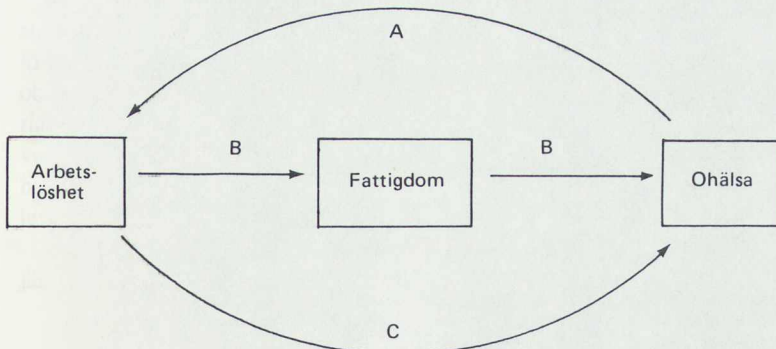 A
B
B
Arbets-
löshet
Fattigdom
Ohälsa
C